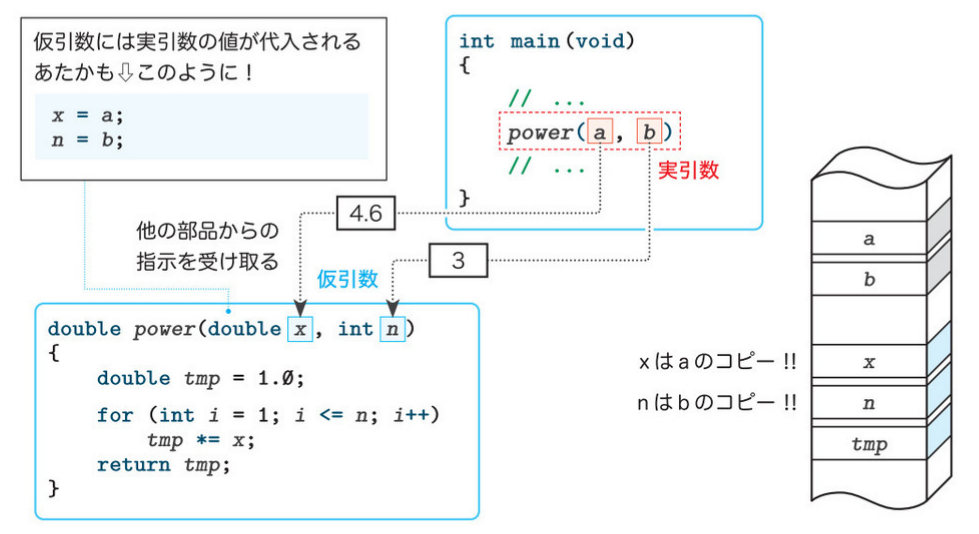 仮引数には実引数の値が代入される
あたかも⇩このように！
x = a;
n = b;
int main(void)
{
// ...
power(a, b)
// ...
}
実引数
4.6
3
他の部品からの
指示を受け取る
仮引数
double power(double x, int n)
{
double tmp = 1.0;
for (int i = 1; i <= n; i++)
tmp *= x;
return tmp;
}
a
b
xはaのコピー!!
x
nはbのコピー!!
n
tmp